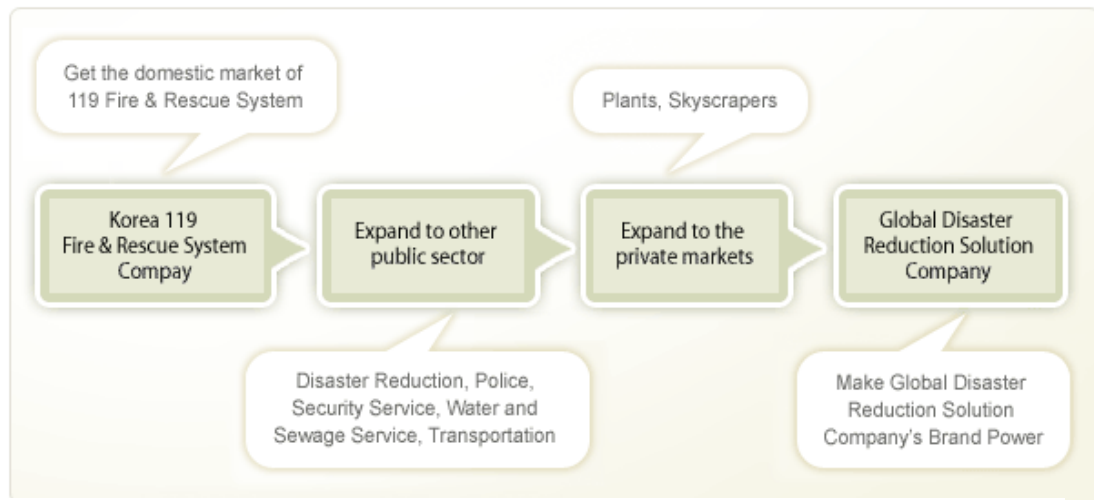 Get the domestic market of
119 Fire & Rescue System
Plants, Skyscrapers
Korea 119
Fire & Rescue System
Compay
Expand to other
public sector
Expand to the
private markets
Global Disaster
Reduction Solution
Company
Disaster Reduction, Police,
Security Service, Water and
Sewage Service, Transportation
Make Global Disaster
Reduction Solution
Company's Brand Power